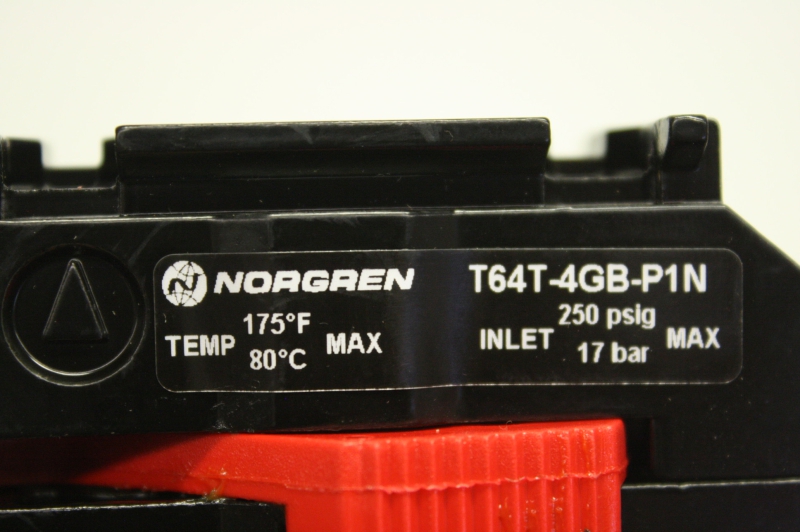 NORGREN T64T-4GB-P1N
TEMP 175°F 80°C MAX
INLET 250 psig 17 bar MAX